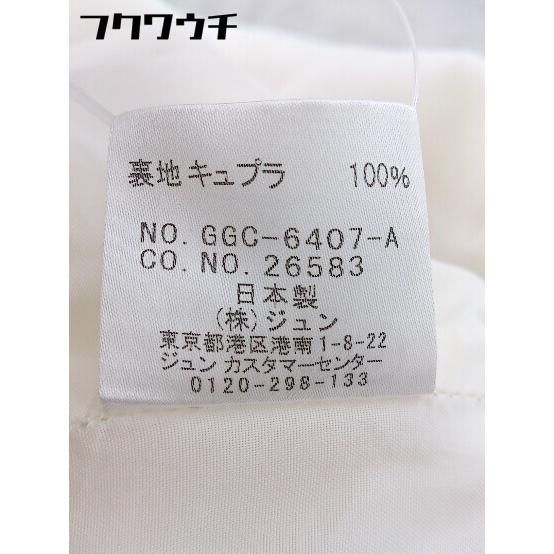 フクウウチ
裏地キュプラ 100%
NO. GGC-6407-A
CO. NO. 26583
日本製
(株)ジュン
東京都港区港南1-8-22
ジュン カスタマーセンター
0120-298-133